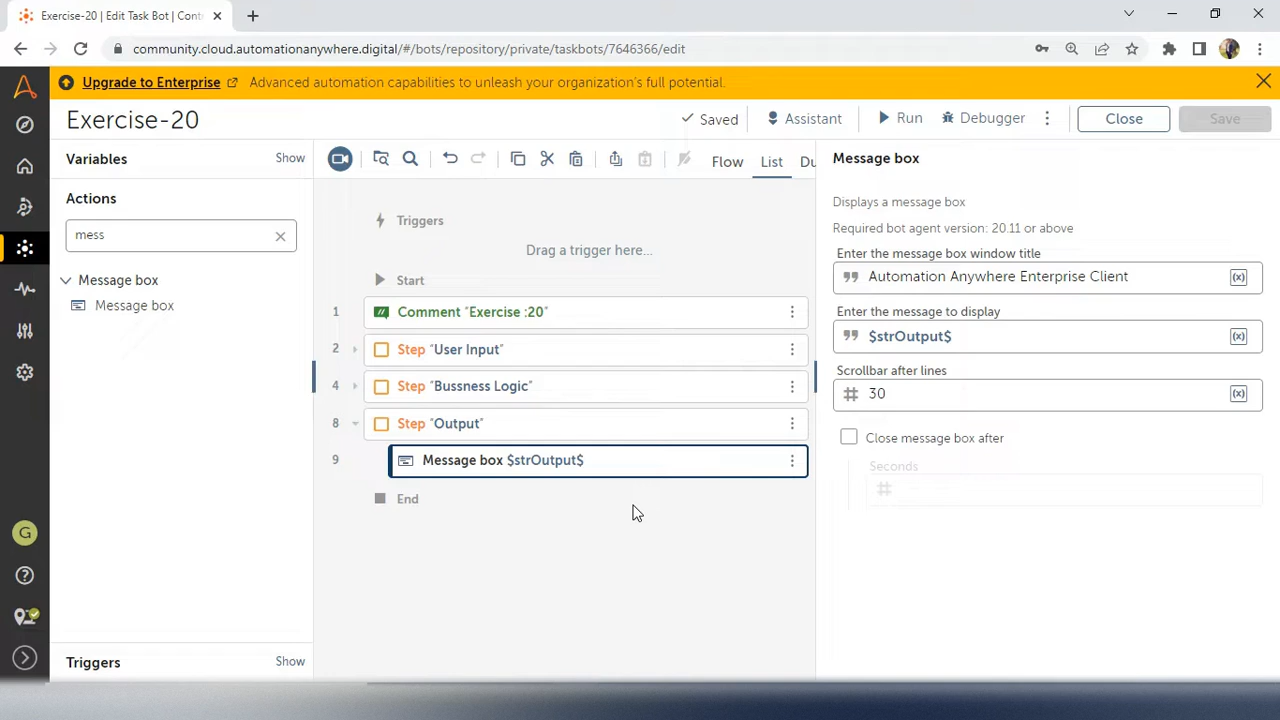 Exercise-20 | Edit Task Bot | Cont
community.cloud.automationanywhere.digital/#/bots/repository/private/taskbots/7646366/edit
Upgrade to Enterprise Advanced automation capabilities to unleash your organization's full potential.
Exercise-20
Saved
Assistant
Run
Debugger
Close
Save
Variables
Show
Flow
List
Du
Message box
Actions
mess
Message box
Message box
Triggers
Drag a trigger here...
Start
1 Comment "Exercise :20"
2 Step "User Input"
4 Step "Bussness Logic"
8 Step "Output"
9 Message box $strOutput$
End
Displays a message box
Required bot agent version: 20.11 or above
Enter the message box window title
Automation Anywhere Enterprise Client
(x)
Enter the message to display
$strOutput$
(x)
Scrollbar after lines
30
(x)
Close message box after
Seconds
G
Triggers
Show